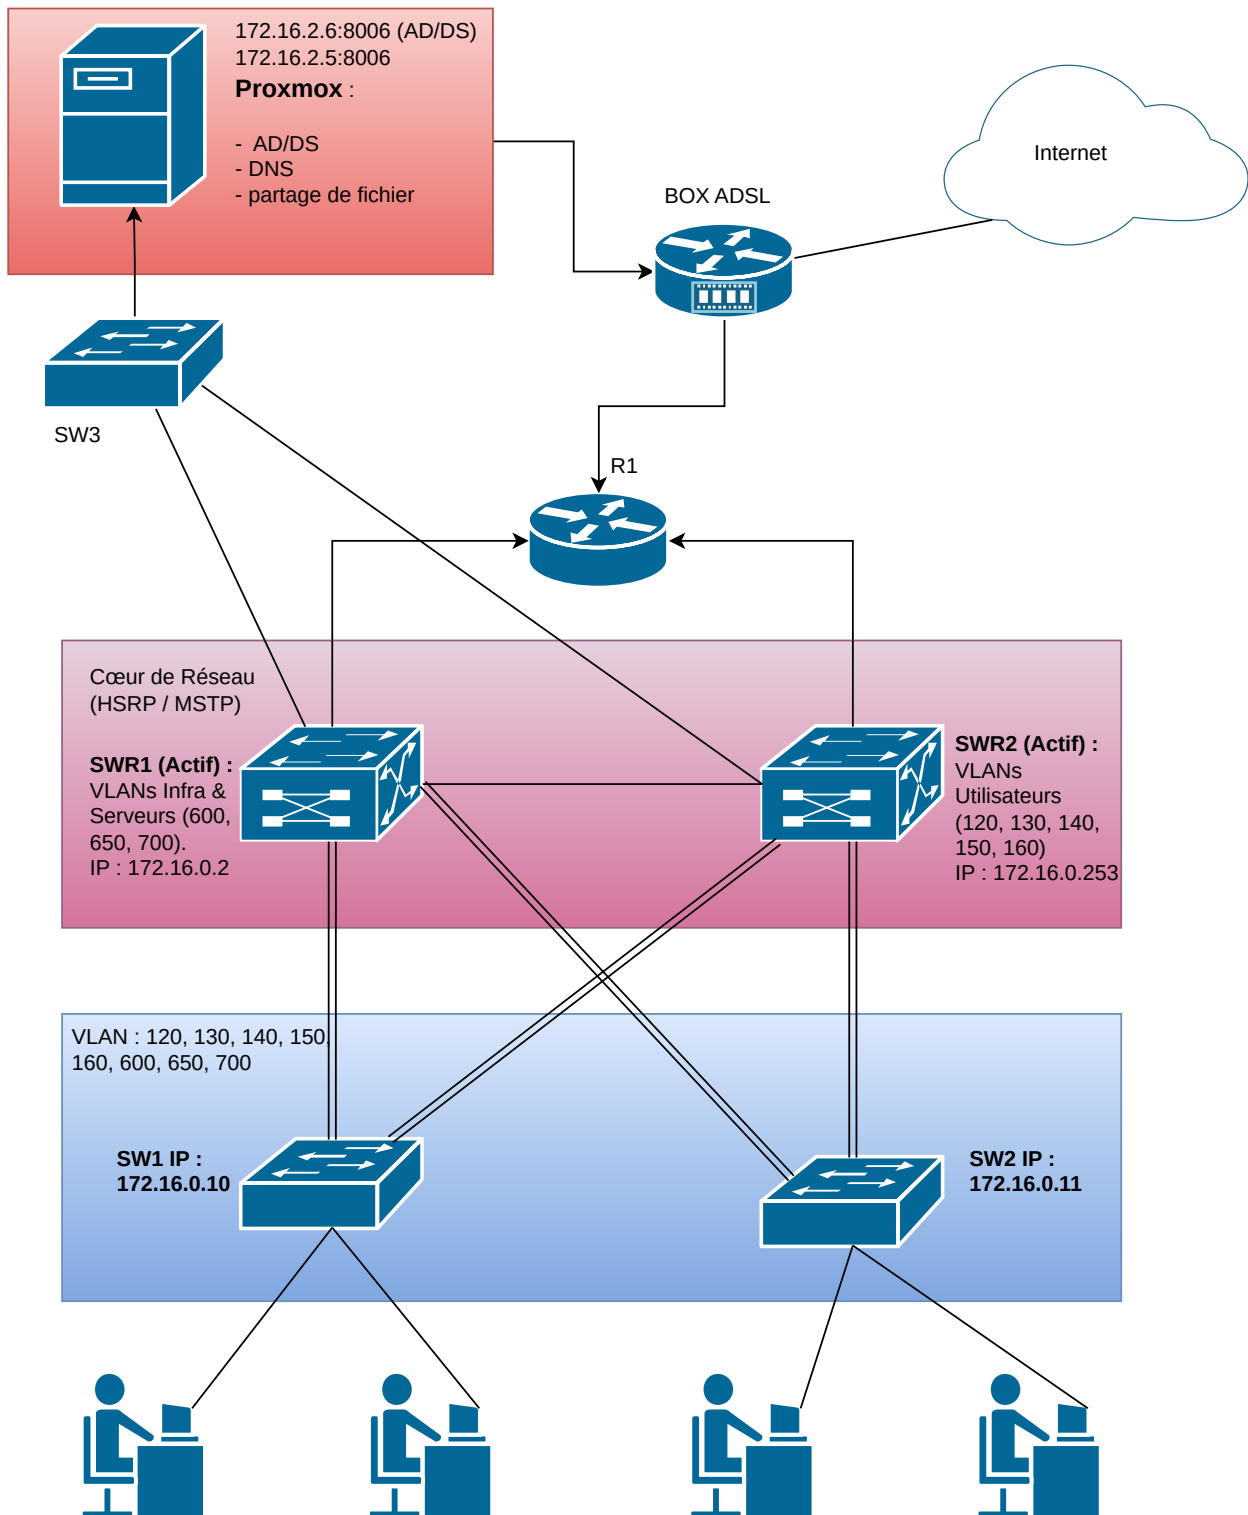 172.16.2.6:8006 (AD/DS)
172.16.2.5:8006
Proxmox :
- AD/DS
- DNS
- partage de fichier
Internet
BOX ADSL
SW3
R1
Cœur de Réseau
(HSRP / MSTP)
SWR1 (Actif) :
VLANs Infra &
Serveurs (600,
650, 700).
IP : 172.16.0.2
SWR2 (Actif) :
VLANs
Utilisateurs
(120, 130, 140,
150, 160)
IP : 172.16.0.253
VLAN : 120, 130, 140, 150,
160, 600, 650, 700
SW1 IP :
172.16.0.10
SW2 IP :
172.16.0.11